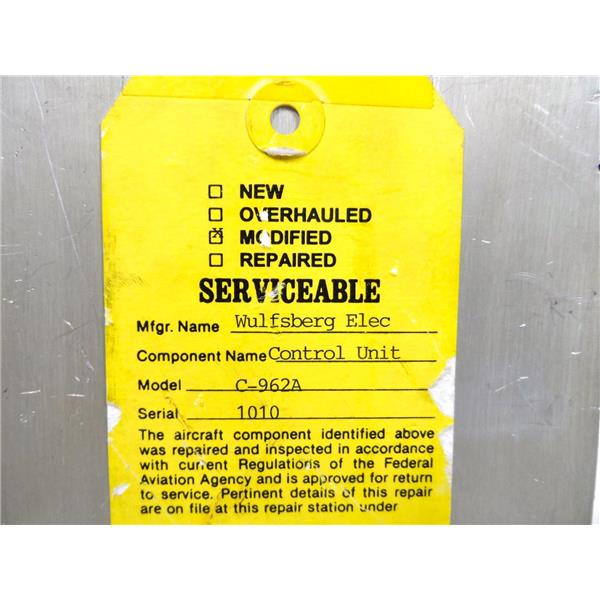 ☐ NEW
☐ OVERHAULED
☒ MODIFIED
☐ REPAIRED
SERVICEABLE
Mfgr. Name Wulfsberg Elec
Component Name Control Unit
Model C-962A
Serial 1010
The aircraft component identified above
was repaired and inspected in accordance
with current Regulations of the Federal
Aviation Agency and is approved for return
to service. Pertinent details of this repair
are on file at this repair station under